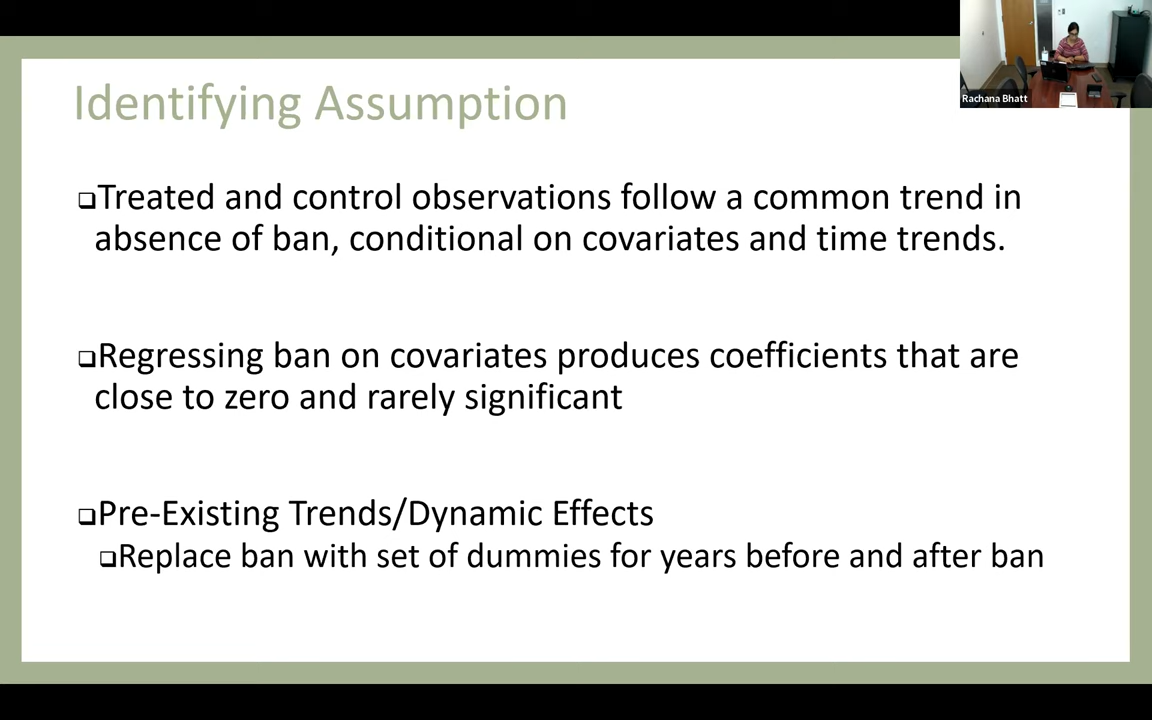 Identifying Assumption
Rachana Bhatt
❑Treated and control observations follow a common trend in
absence of ban, conditional on covariates and time trends.
❑Regressing ban on covariates produces coefficients that are
close to zero and rarely significant
❑Pre-Existing Trends/Dynamic Effects
❑Replace ban with set of dummies for years before and after ban